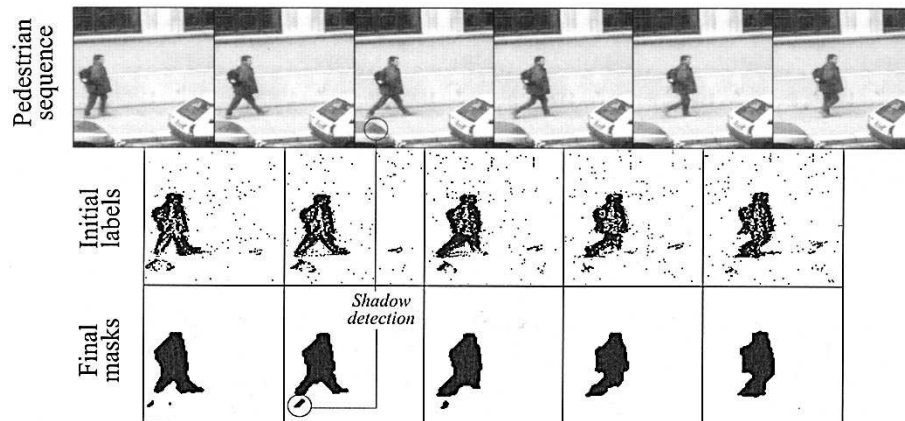 Pedestrian
sequence
Initial
labels
Shadow
detection
Final
masks